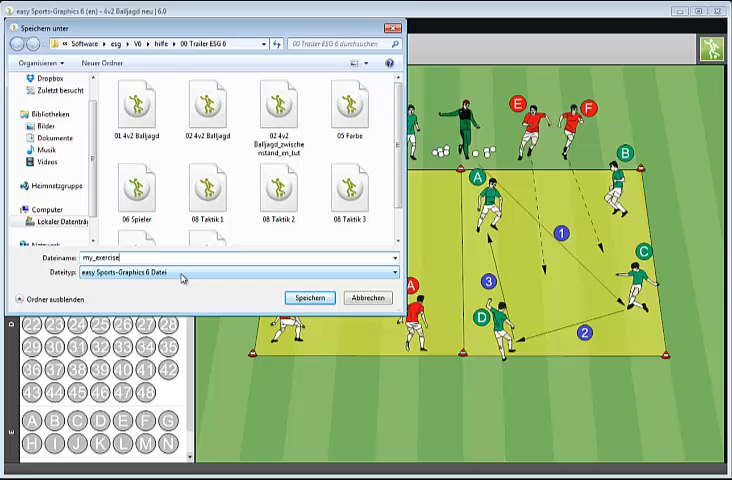 easy Sports-Graphics 6 (en) - 4v2 Balljagd neu | 6.0
Speichern unter
« Software ▸ esg ▸ V6 ▸ hilfe ▸ 00 Trailer ESG 6
00 Trailer ESG 6 durchsuchen
Organisieren
Neuer Ordner
Dropbox
Zuletzt besucht
Bibliotheken
Bilder
Dokumente
Musik
Videos
Heimnetzgruppe
Computer
Lokaler Datenträ
01 4v2 Balljagd
02 4v2 Balljagd
02 4v2 Balljagd_zwische
nstand_en_tut
05 Farbe
06 Spieler
08 Taktik 1
08 Taktik 2
08 Taktik 3
Dateiname: my_exercise
Dateityp: easy Sports-Graphics 6 Datei
Ordner ausblenden
Speichern
Abbrechen
E
F
B
A
1
C
3
D
2
A
D
22 23 24 25 26 27 28
29 30 31 32 33 34 35
36 37 38 39 40 41 42
43 44 45 46 47 48
E
A B C D E F G
H I J K L M N